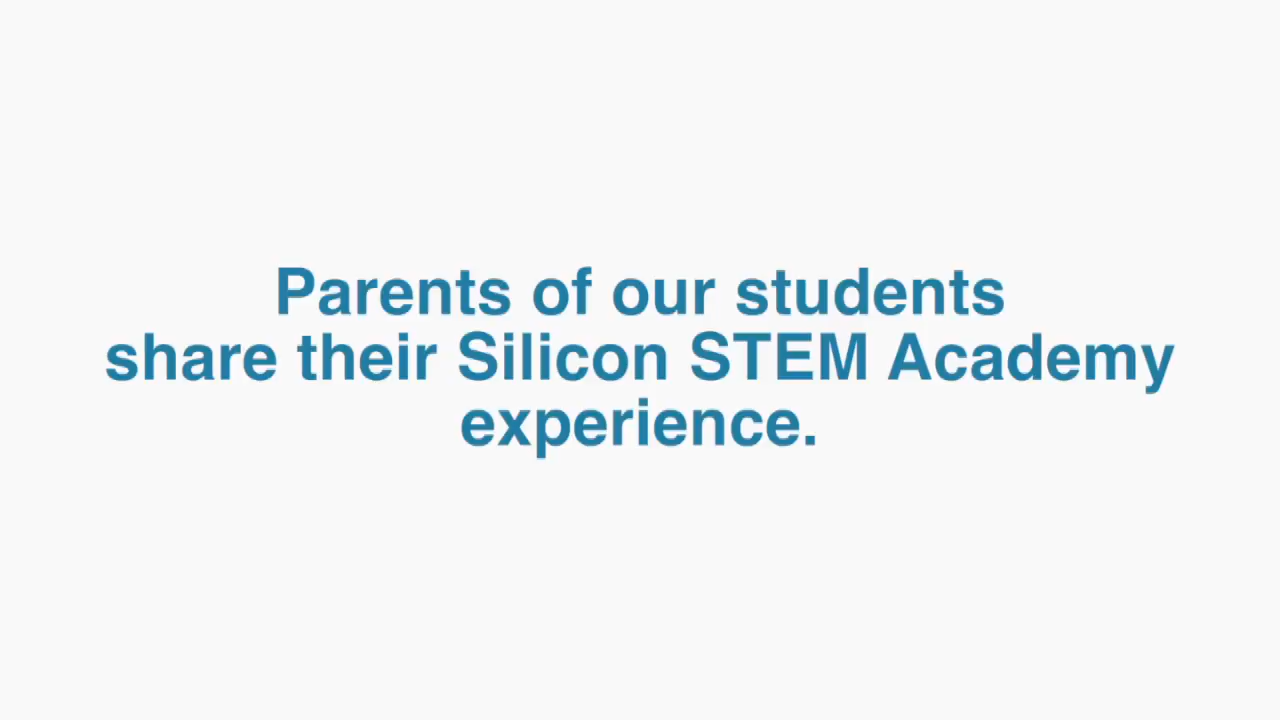 Parents of our students
share their Silicon STEM Academy
experience.